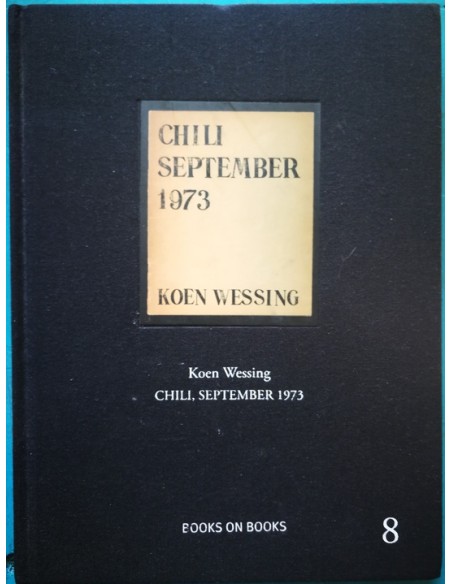 CHILI
SEPTEMBER
1973
KOEN WESSING
Koen Wessing
CHILI, SEPTEMBER 1973
BOOKS ON BOOKS
8